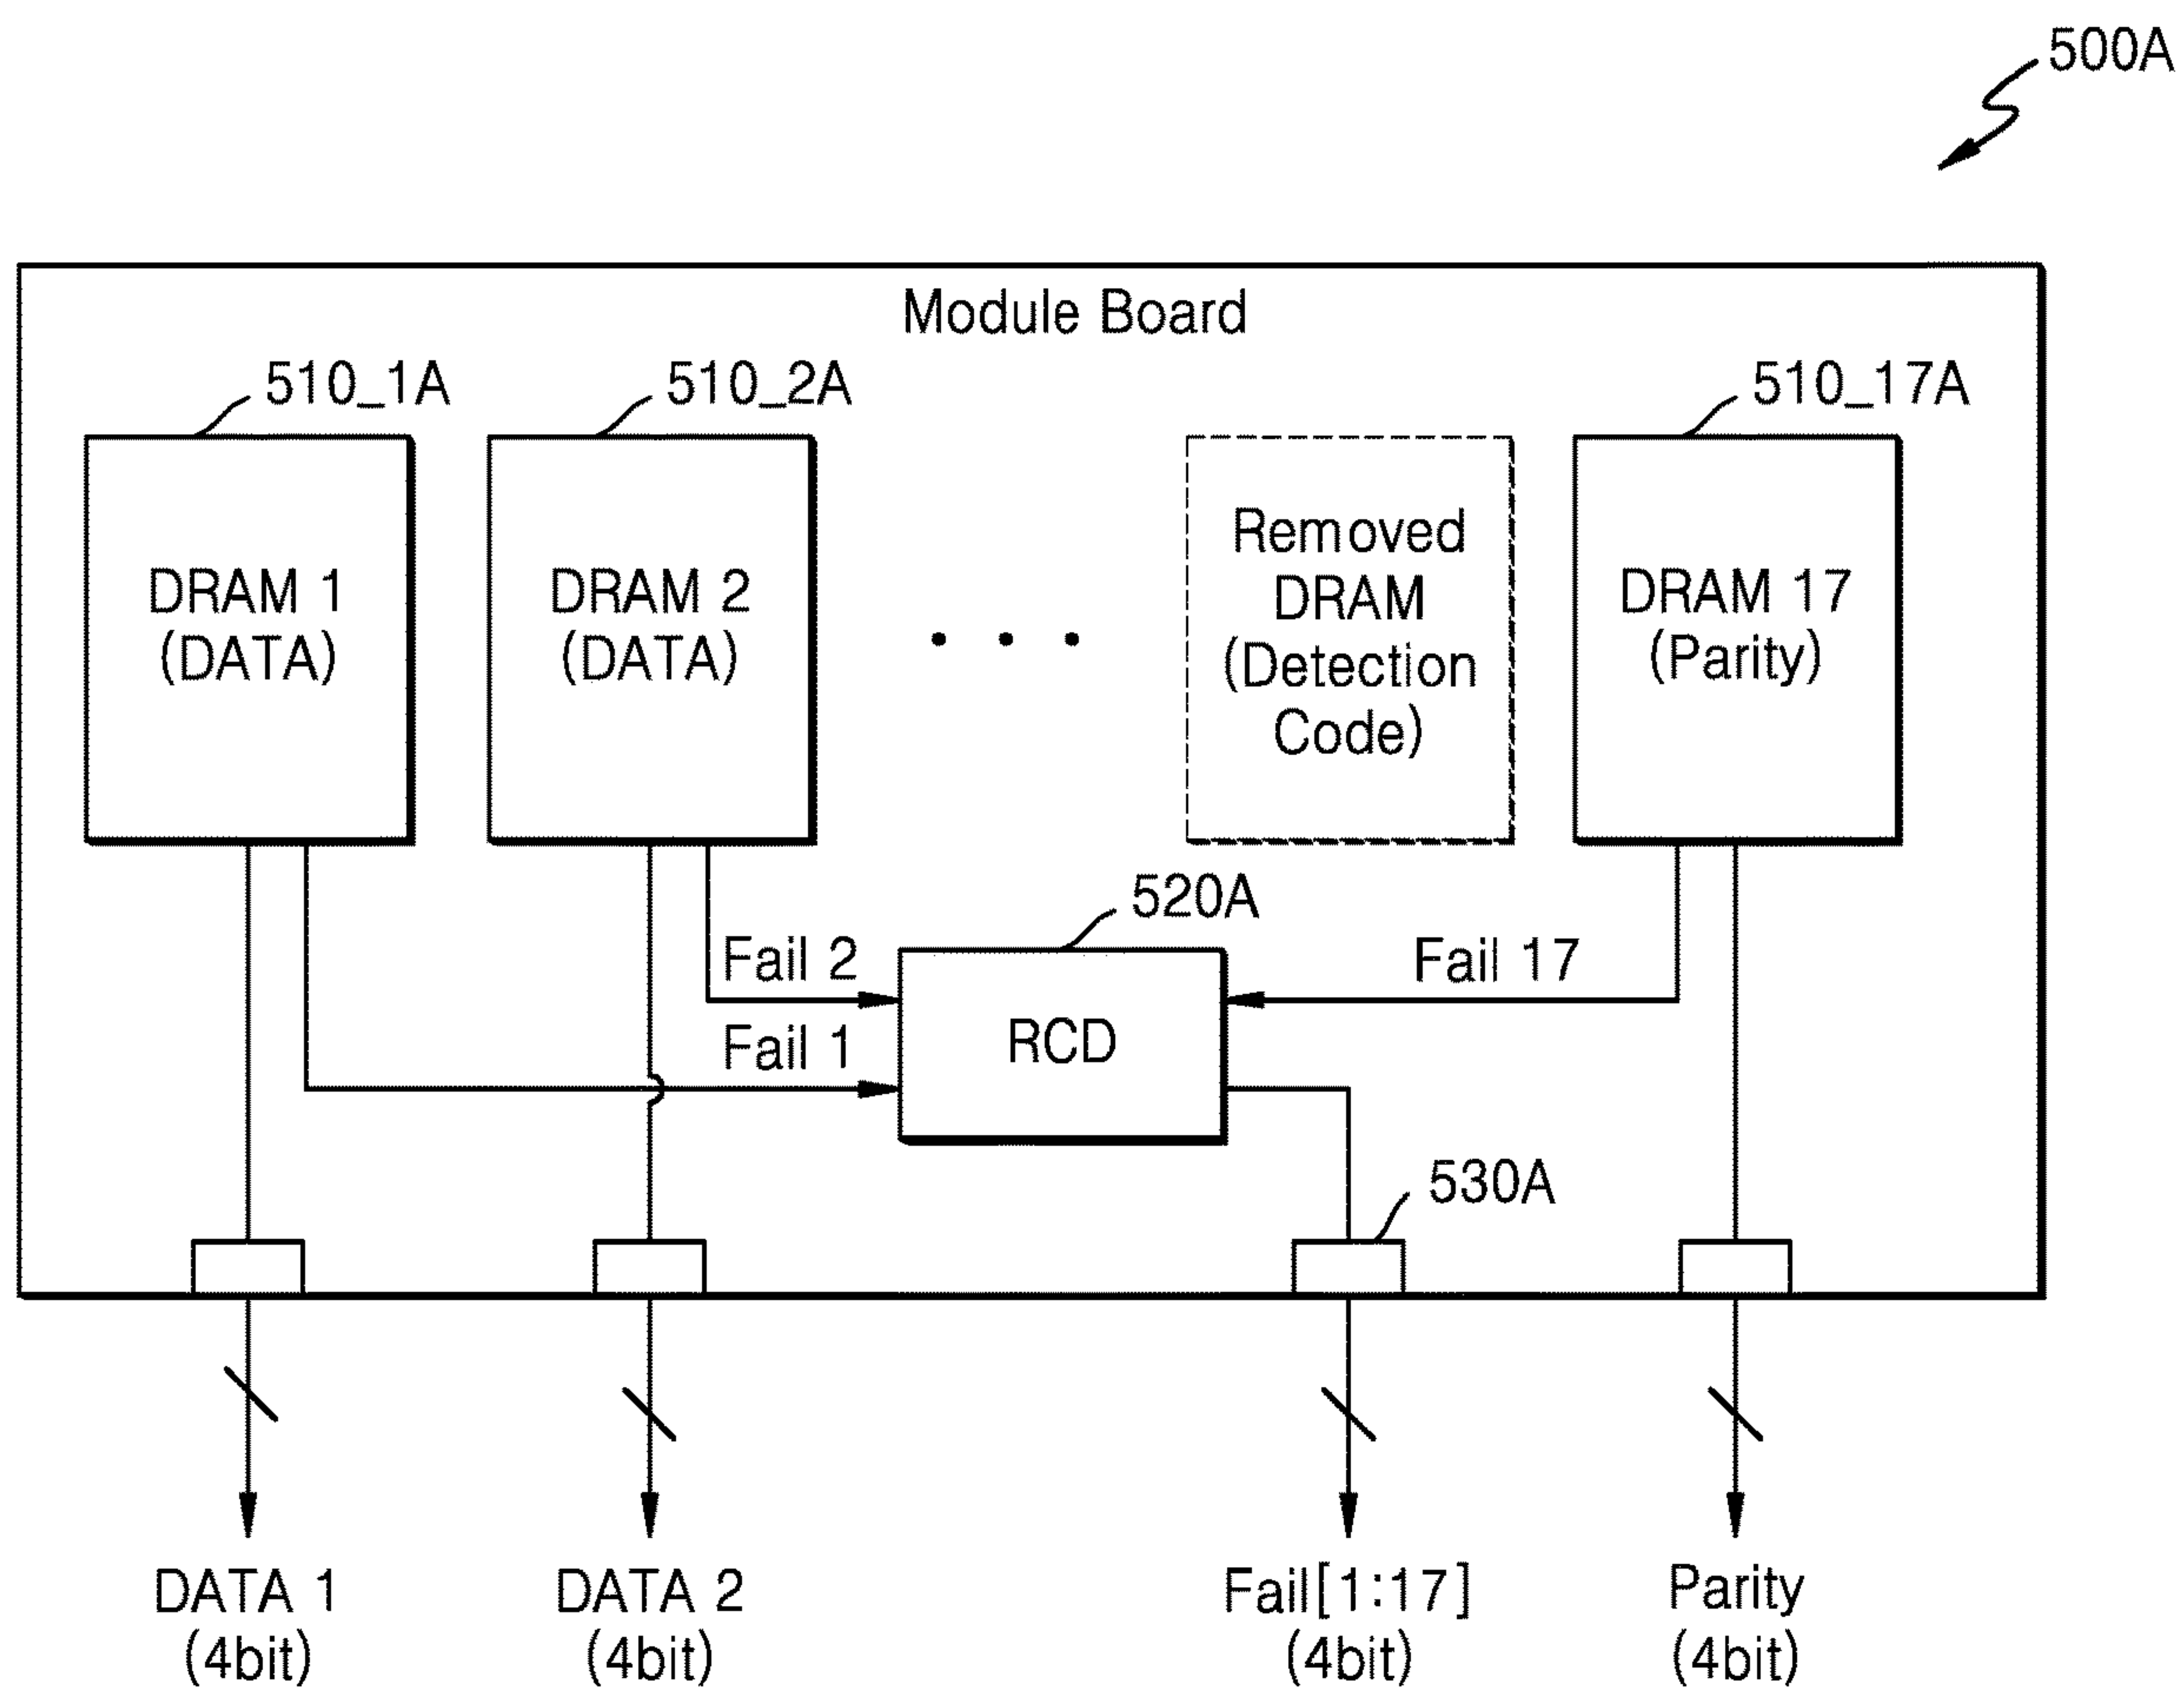 500A
Module Board
510_1A
510_2A
510_17A
DRAM 1
(DATA)
DRAM 2
(DATA)
Removed
DRAM
(Detection
Code)
DRAM 17
(Parity)
520A
Fail 2
Fail 17
Fail 1
RCD
530A
DATA 1
(4bit)
DATA 2
(4bit)
Fail[1:17]
(4bit)
Parity
(4bit)